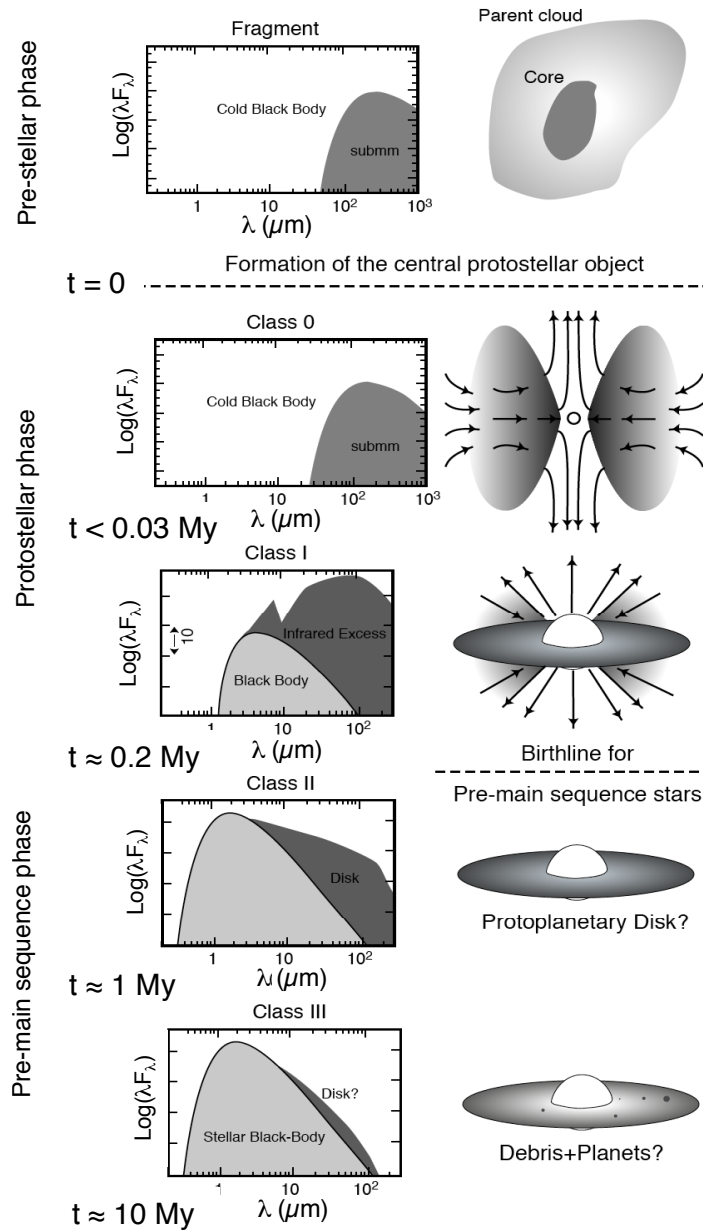 Pre-stellar phase
Fragment
Log(λFλ)
Cold Black Body
submm
1 10 10² 10³
λ (µm)
Parent cloud
Core
t = 0
Formation of the central protostellar object
Protostellar phase
Class 0
Log(λFλ)
Cold Black Body
submm
1 10 10² 10³
λ (µm)
t < 0.03 My
Class I
Log(λFλ)
10
Infrared Excess
Black Body
1 10 10²
λ (µm)
t ≈ 0.2 My
Birthline for
Pre-main sequence stars
Pre-main sequence phase
Class II
Log(λFλ)
Disk
1 10 10²
λ (µm)
Protoplanetary Disk?
t ≈ 1 My
Class III
Log(λFλ)
Disk?
Stellar Black-Body
1 10 10²
λ (µm)
Debris+Planets?
t ≈ 10 My